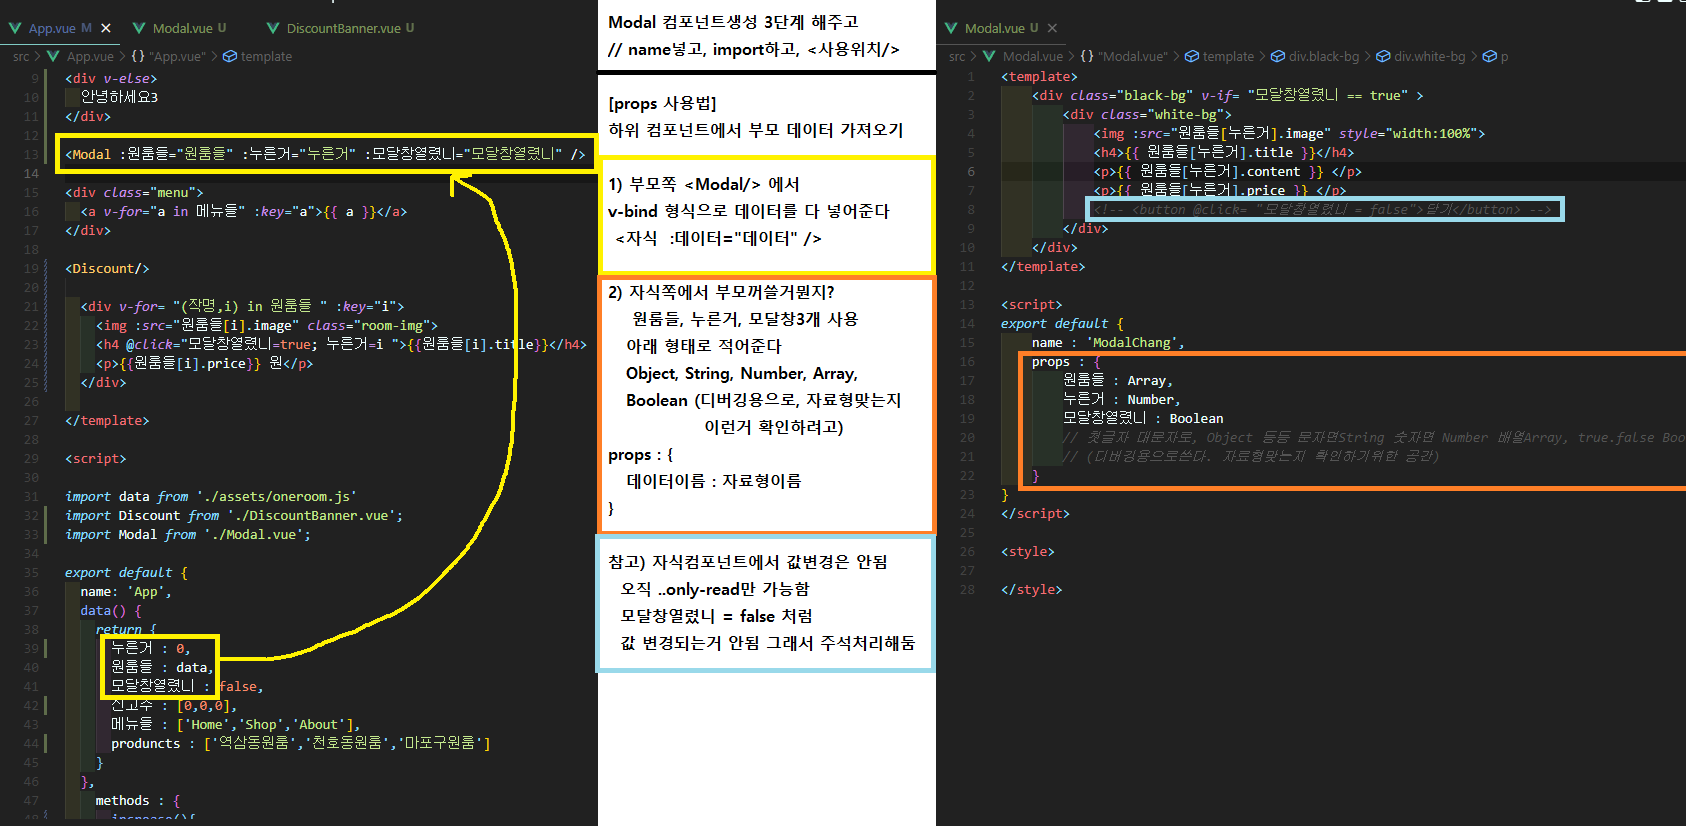 App.vue M ×
Modal.vue U
DiscountBanner.vue U
src > App.vue > {} "App.vue" > template
9 <div v-else>
10 안녕하세요3
11 </div>
12
13 <Modal :원룸들="원룸들" :누른거="누른거" :모달창열렸니="모달창열렸니" />
14
15 <div class="menu">
16 <a v-for="a in 메뉴들" :key="a">{{ a }}</a>
17 </div>
18
19 <Discount/>
20
21 <div v-for= "(작명,i) in 원룸들 " :key="i">
22 <img :src="원룸들[i].image" class="room-img">
23 <h4 @click="모달창열렸니=true; 누른거=i ">{{원룸들[i].title}}</h4>
24 <p>{{원룸들[i].price}} 원</p>
25 </div>
26
27 </template>
28
29 <script>
30
31 import data from './assets/oneroom.js'
32 import Discount from './DiscountBanner.vue';
33 import Modal from './Modal.vue';
34
35 export default {
36 name: 'App',
37 data() {
38 return {
39 누른거 : 0,
40 원룸들 : data,
41 모달창열렸니 : false,
42 신고수 : [0,0,0],
43 메뉴들 : ['Home','Shop','About'],
44 produncts : ['역삼동원룸','천호동원룸','마포구원룸']
45 }
46 },
47 methods : {
48 increase(){
Modal 컴포넌트생성 3단계 해주고
// name넣고, import하고, <사용위치/>
[props 사용법]
하위 컴포넌트에서 부모 데이터 가져오기
1) 부모쪽 <Modal/> 에서
v-bind 형식으로 데이터를 다 넣어준다
<자식 :데이터="데이터" />
2) 자식쪽에서 부모꺼쓸거뭔지?
원룸들, 누른거, 모달창3개 사용
아래 형태로 적어준다
Object, String, Number, Array,
Boolean (디버깅용으로, 자료형맞는지
이런거 확인하려고)
props : {
데이터이름 : 자료형이름
}
참고) 자식컴포넌트에서 값변경은 안됨
오직 ..only-read만 가능함
모달창열렸니 = false 처럼
값 변경되는거 안됨 그래서 주석처리해둠
Modal.vue U ×
src > Modal.vue > {} "Modal.vue" > template > div.black-bg > div.white-bg > p
1 <template>
2 <div class="black-bg" v-if= "모달창열렸니 == true" >
3 <div class="white-bg">
4 <img :src="원룸들[누른거].image" style="width:100%">
5 <h4>{{ 원룸들[누른거].title }}</h4>
6 <p>{{ 원룸들[누른거].content }} </p>
7 <p>{{ 원룸들[누른거].price }} </p>
8 <!-- <button @click= "모달창열렸니 = false">닫기</button> -->
9 </div>
10 </div>
11 </template>
12
13 <script>
14 export default {
15 name : 'ModalChang',
16 props : {
17 원룸들 : Array,
18 누른거 : Number,
19 모달창열렸니 : Boolean
20 // 첫글자 대문자로, Object 등등 문자면String 숫자면 Number 배열Array, true.false Boo
21 // (디버깅용으로쓴다. 자료형맞는지 확인하기위한 공간)
22 }
23 }
24 </script>
25
26 <style>
27
28 </style>